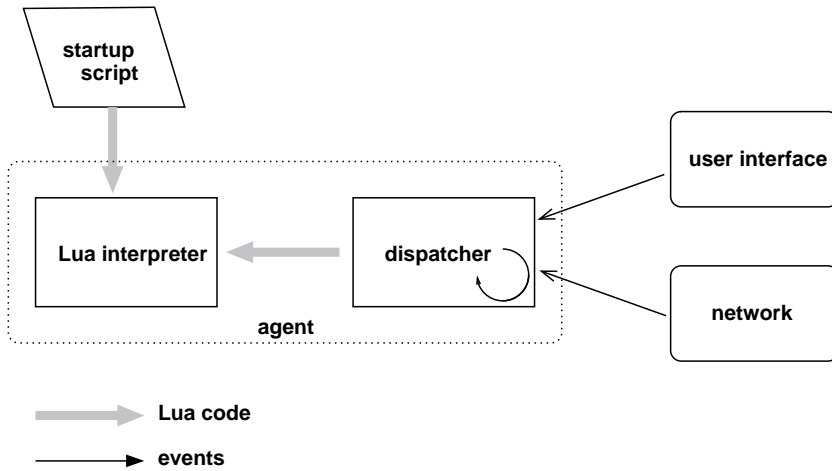 startup
script
user interface
Lua interpreter
dispatcher
network
agent
Lua code
events